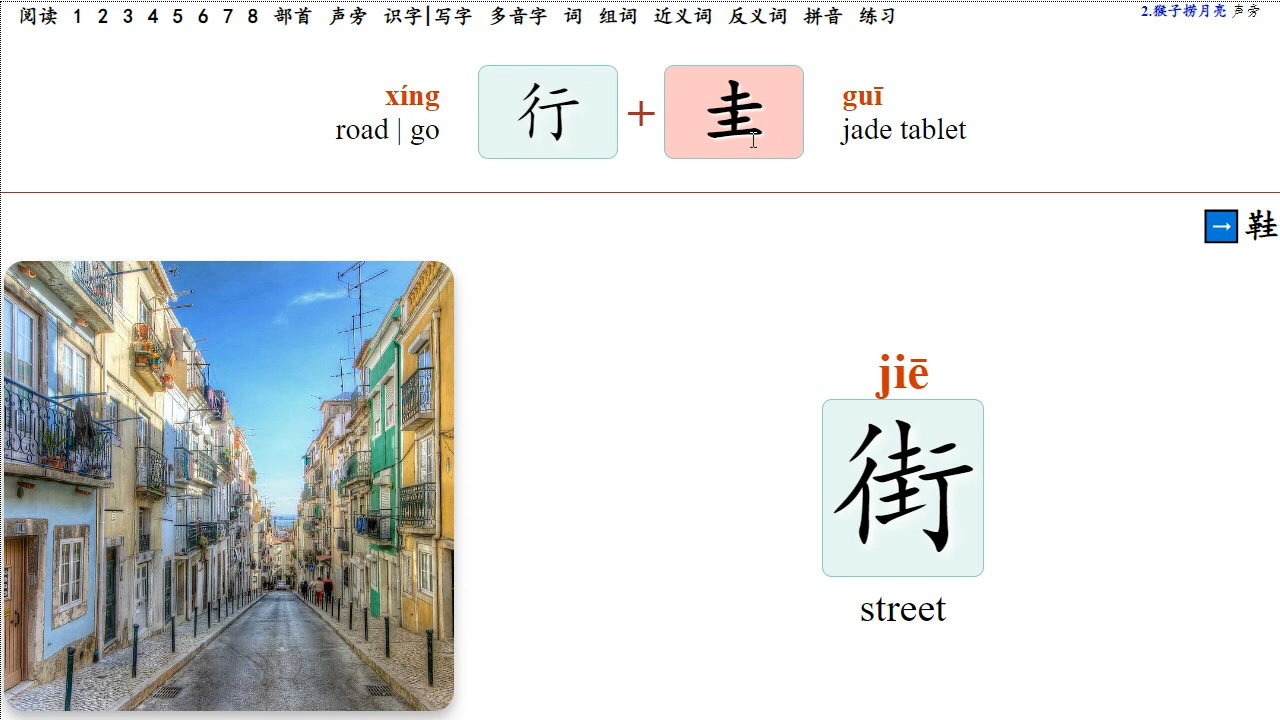 阅读 1 2 3 4 5 6 7 8 部首 声旁 识字|写字 多音字 词 组词 近义词 反义词 拼音 练习
2.猴子捞月亮 声旁
xíng
road | go
行 + 圭
guī
jade tablet
→ 鞋
jiē
街
street